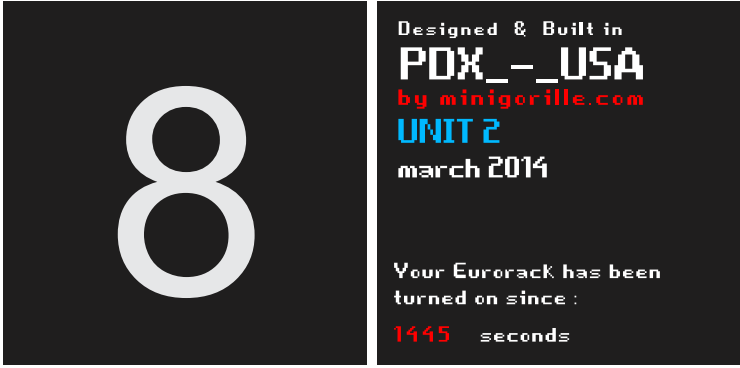 8
Designed & Built in
PDX_-_USA
by minigorille.com
UNIT 2
march 2014
Your Eurorack has been
turned on since :
1445 seconds